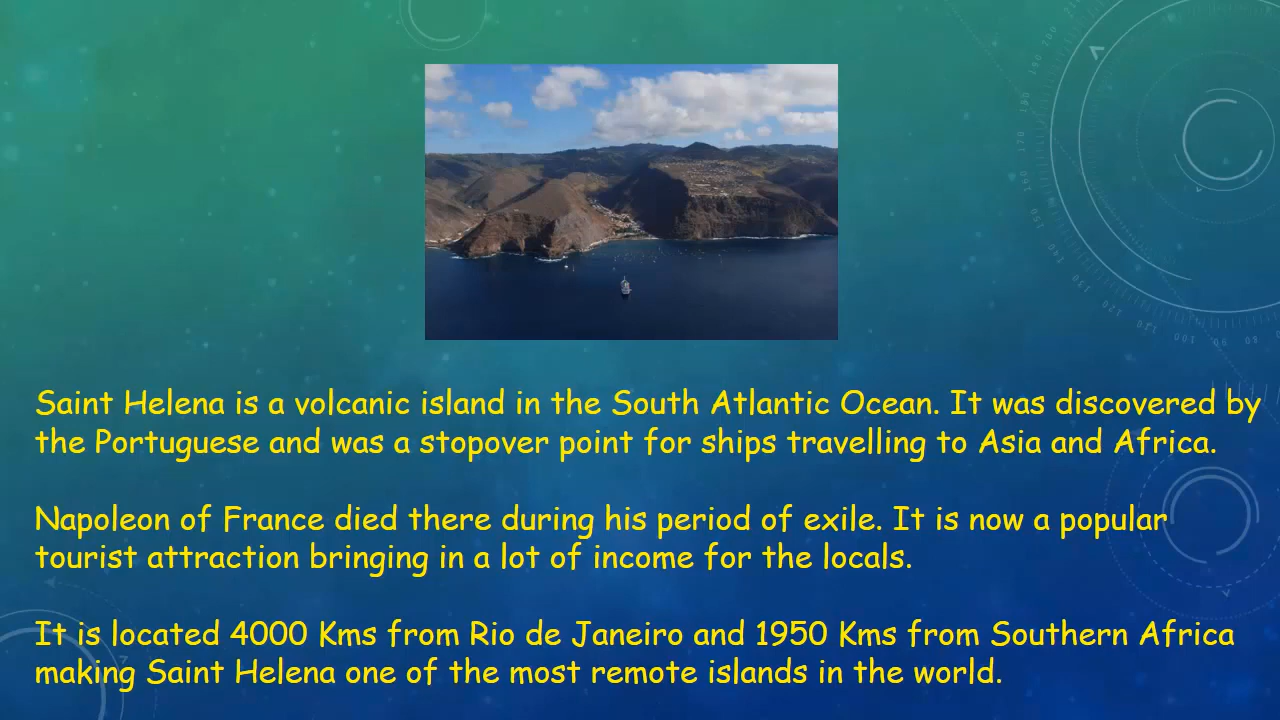 Saint Helena is a volcanic island in the South Atlantic Ocean. It was discovered by
the Portuguese and was a stopover point for ships travelling to Asia and Africa.
Napoleon of France died there during his period of exile. It is now a popular
tourist attraction bringing in a lot of income for the locals.
It is located 4000 Kms from Rio de Janeiro and 1950 Kms from Southern Africa
making Saint Helena one of the most remote islands in the world.